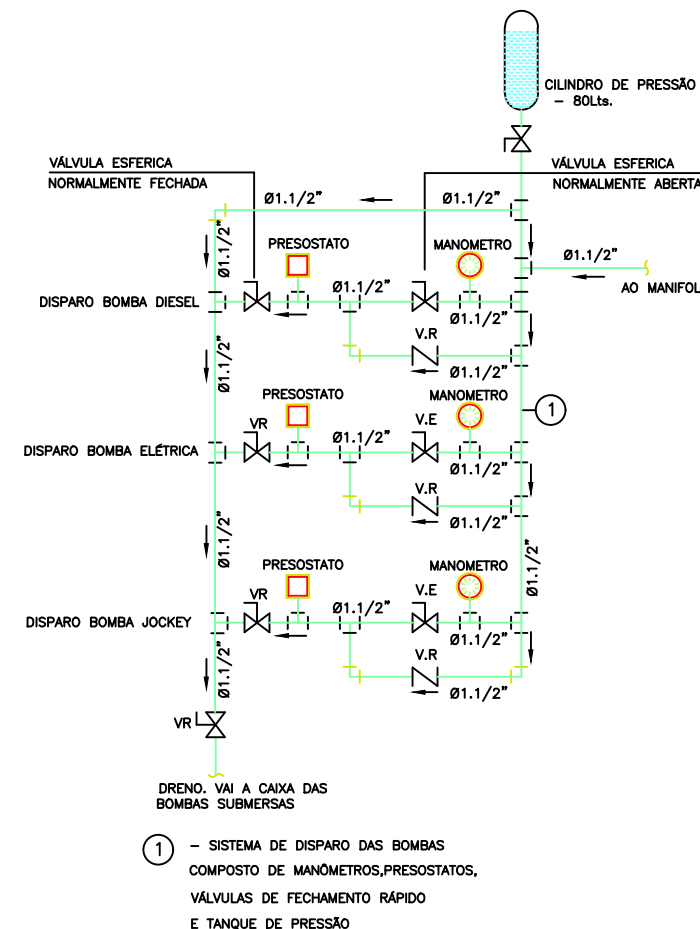 CILINDRO DE PRESSÃO
- 80Lts.
VÁLVULA ESFERICA
NORMALMENTE FECHADA
VÁLVULA ESFERICA
NORMALMENTE ABERTA
Ø1.1/2"
Ø1.1/2"
Ø1.1/2"
PRESOSTATO
MANOMETRO
Ø1.1/2"
AO MANIFOL
DISPARO BOMBA DIESEL
Ø1.1/2"
V.R
Ø1.1/2"
Ø1.1/2"
Ø1.1/2"
PRESOSTATO
MANOMETRO
1
VR
V.E
Ø1.1/2"
DISPARO BOMBA ELÉTRICA
Ø1.1/2"
V.R
Ø1.1/2"
Ø1.1/2"
Ø1.1/2"
PRESOSTATO
MANOMETRO
VR
V.E
Ø1.1/2"
DISPARO BOMBA JOCKEY
Ø1.1/2"
V.R
Ø1.1/2"
Ø1.1/2"
VR
DRENO. VAI A CAIXA DAS
BOMBAS SUBMERSAS
1 - SISTEMA DE DISPARO DAS BOMBAS
COMPOSTO DE MANÔMETROS,PRESOSTATOS,
VÁLVULAS DE FECHAMENTO RÁPIDO
E TANQUE DE PRESSÃO